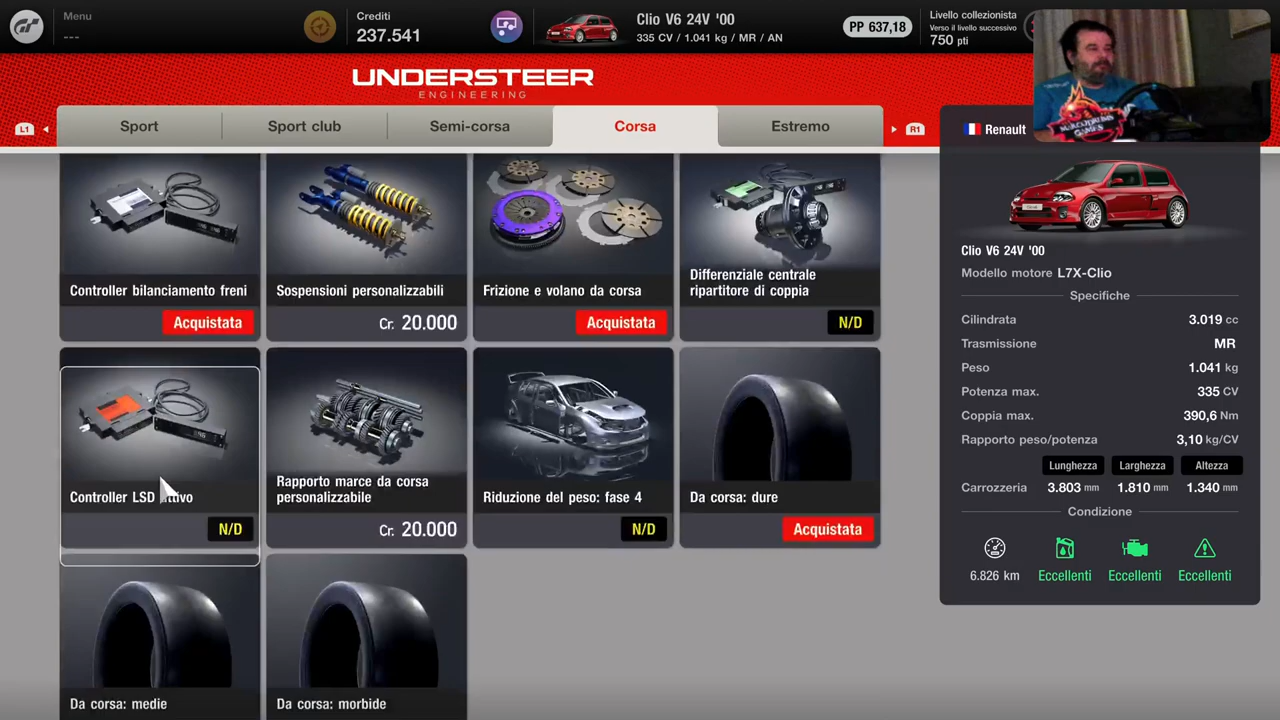 GT
Menu
---
Crediti
237.541
Clio V6 24V '00
335 CV / 1.041 kg / MR / AN
PP 637,18
Livello collezionista
Verso il livello successivo
750 pti
UNDERSTEER
ENGINEERING
L1
Sport
Sport club
Semi-corsa
Corsa
Estremo
R1
Controller bilanciamento freni
Acquistata
Sospensioni personalizzabili
Cr. 20.000
Frizione e volano da corsa
Acquistata
Differenziale centrale
ripartitore di coppia
N/D
Controller LSD
N/D
Rapporto marce da corsa
personalizzabile
Cr. 20.000
Riduzione del peso: fase 4
N/D
Da corsa: dure
Acquistata
Da corsa: medie
Da corsa: morbide
Renault
Clio V6 24V '00
Modello motore L7X-Clio
Specifiche
Cilindrata 3.019 cc
Trasmissione MR
Peso 1.041 kg
Potenza max. 335 CV
Coppia max. 390,6 Nm
Rapporto peso/potenza 3,10 kg/CV
Lunghezza Larghezza Altezza
Carrozzeria 3.803 mm 1.810 mm 1.340 mm
Condizione
6.826 km Eccellenti Eccellenti Eccellenti